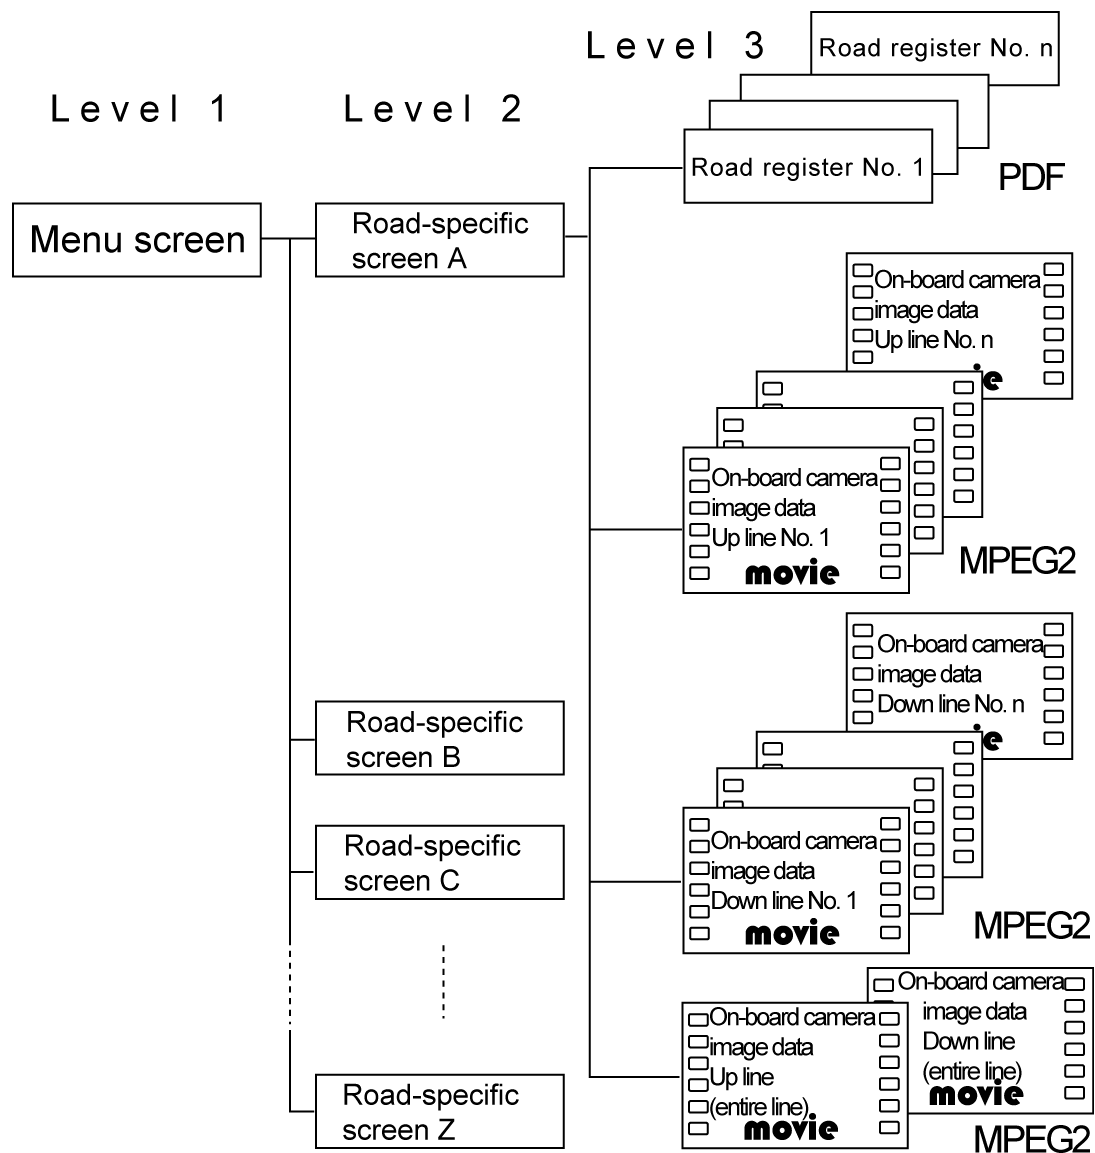 Level 1
Level 2
Level 3
Menu screen
Road-specific
screen A
Road-specific
screen B
Road-specific
screen C
Road-specific
screen Z
Road register No. n
Road register No. 1
PDF
On-board camera
image data
Up line No. n
ie
On-board camera
image data
Up line No. 1
movie
MPEG2
On-board camera
image data
Down line No. n
ie
On-board camera
image data
Down line No. 1
movie
MPEG2
On-board camera
image data
Down line
(entire line)
movie
On-board camera
image data
Up line
(entire line)
movie
MPEG2